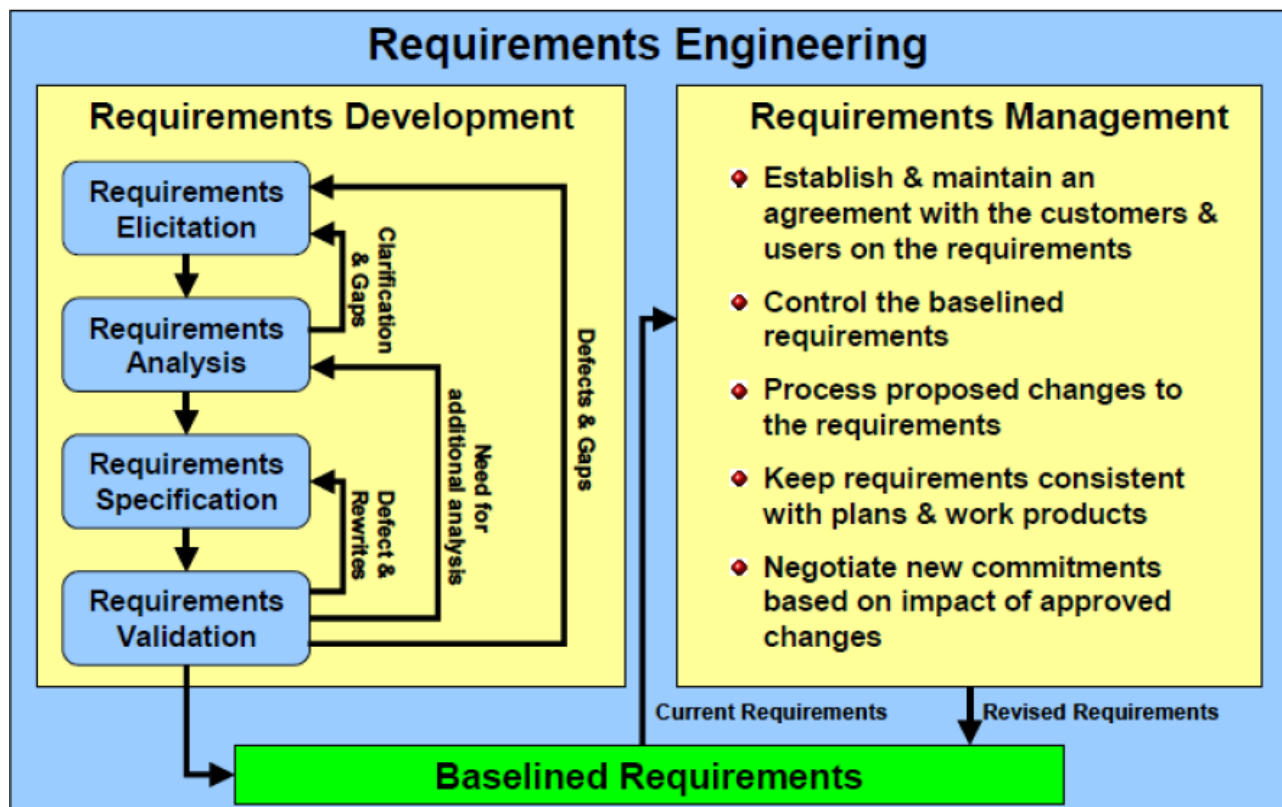 Requirements Engineering
Requirements Development
Requirements
Elicitation
Clarification
& Gaps
Requirements
Analysis
Requirements
Specification
Defect &
Rewrites
Need for
additional analysis
Defects & Gaps
Requirements
Validation
Requirements Management
Establish & maintain an
agreement with the customers &
users on the requirements
Control the baselined
requirements
Process proposed changes to
the requirements
Keep requirements consistent
with plans & work products
Negotiate new commitments
based on impact of approved
changes
Current Requirements
Revised Requirements
Baselined Requirements